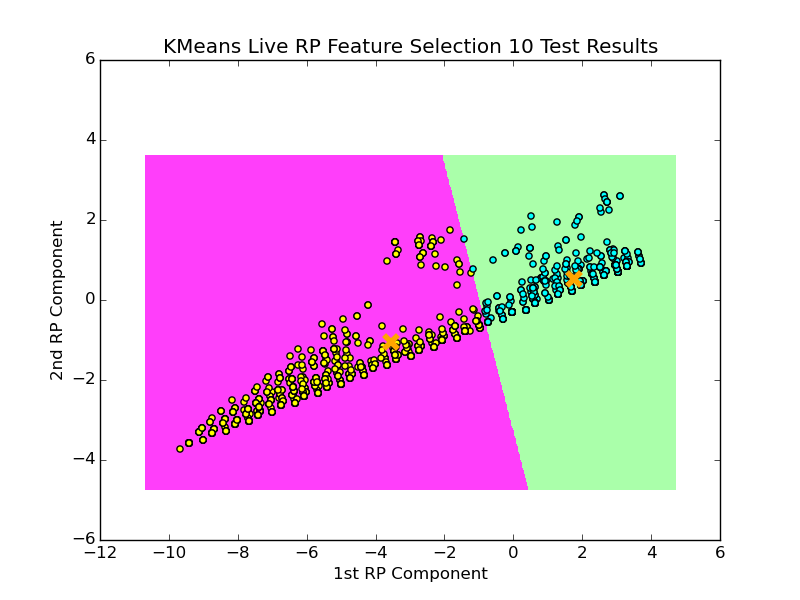 KMeans Live RP Feature Selection 10 Test Results
6
4
2
0
−2
−4
−6
2nd RP Component
−12 −10 −8 −6 −4 −2 0 2 4 6
1st RP Component